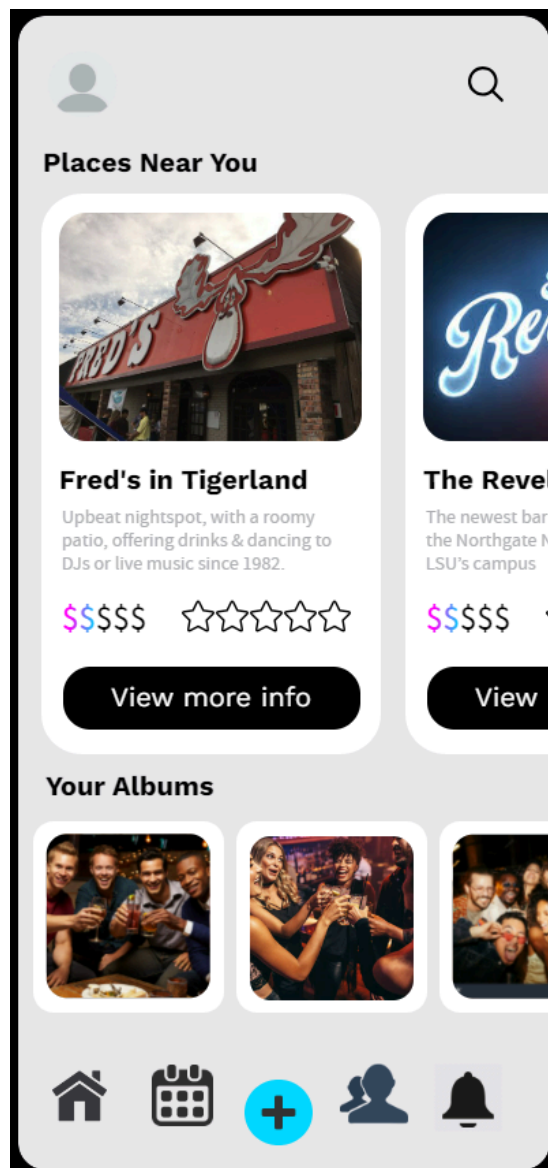 Places Near You
FRED'S
Fred's in Tigerland
Upbeat nightspot, with a roomy
patio, offering drinks & dancing to
DJs or live music since 1982.
$$$$$
View more info
The Revel
The newest bar
the Northgate N
LSU's campus
$$$$$
View
Your Albums